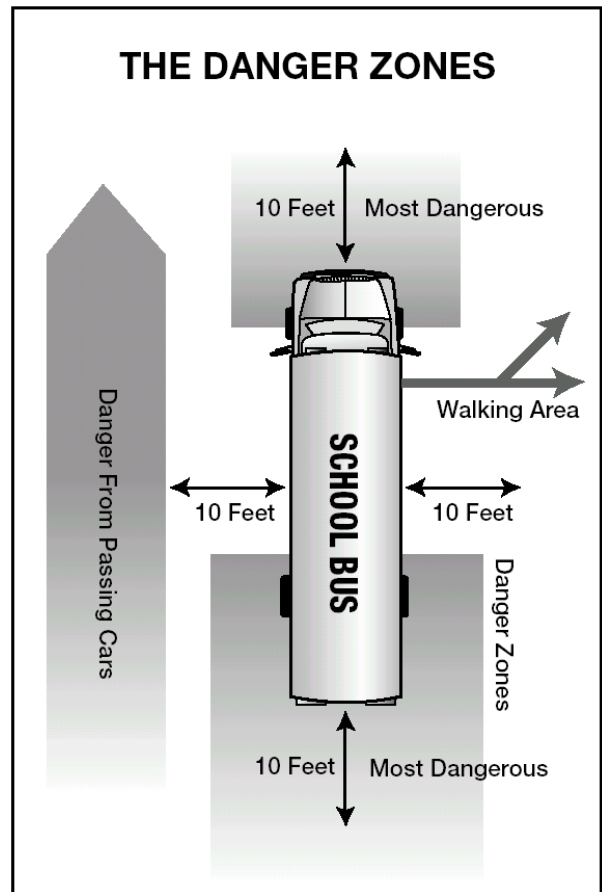 THE DANGER ZONES
10 Feet
Most Dangerous
Walking Area
Danger From Passing Cars
SCHOOL BUS
10 Feet
10 Feet
Danger Zones
10 Feet
Most Dangerous